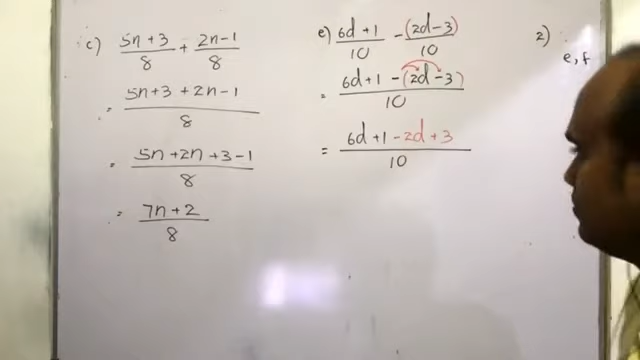 c) (5n+3)/8 + (2n-1)/8
= (5n+3+2n-1)/8
= (5n+2n+3-1)/8
= (7n+2)/8
e) (6d+1)/10 - (2d-3)/10
= (6d+1-(2d-3))/10
= (6d+1-2d+3)/10
2)
e, f